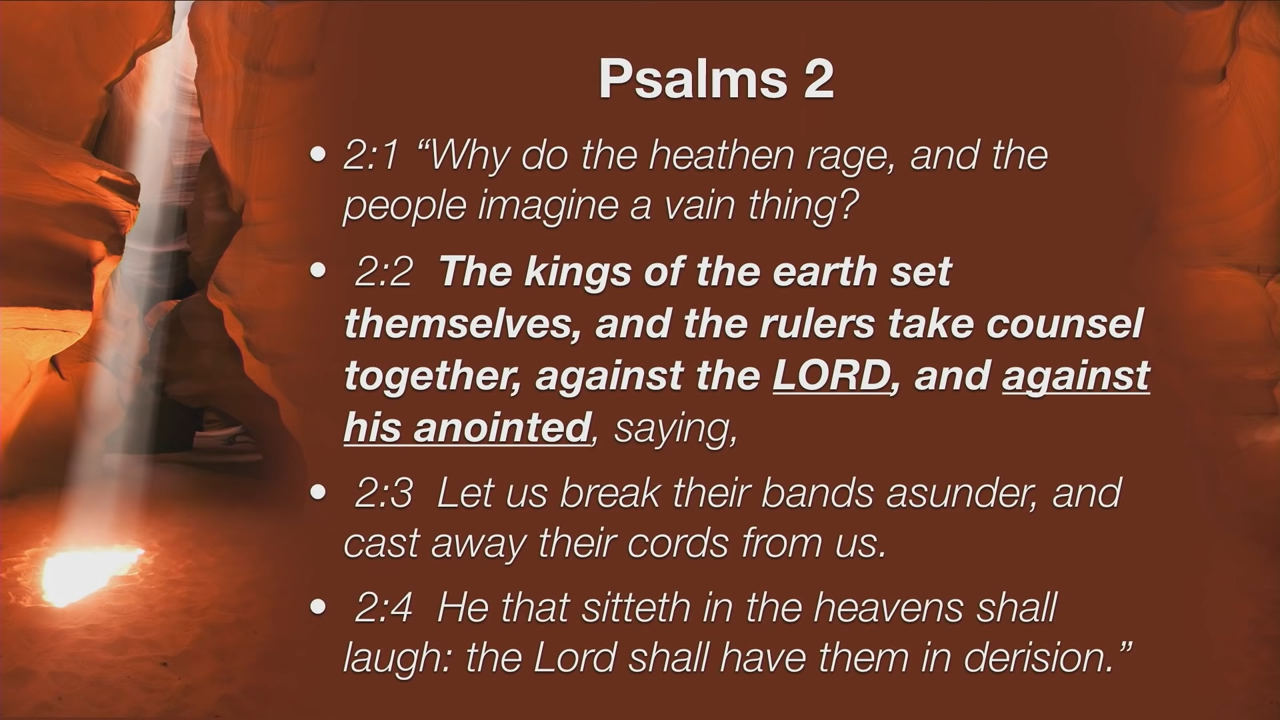 Psalms 2
• 2:1 “Why do the heathen rage, and the
people imagine a vain thing?
• 2:2 The kings of the earth set
themselves, and the rulers take counsel
together, against the LORD, and against
his anointed, saying,
• 2:3 Let us break their bands asunder, and
cast away their cords from us.
• 2:4 He that sitteth in the heavens shall
laugh: the Lord shall have them in derision.”